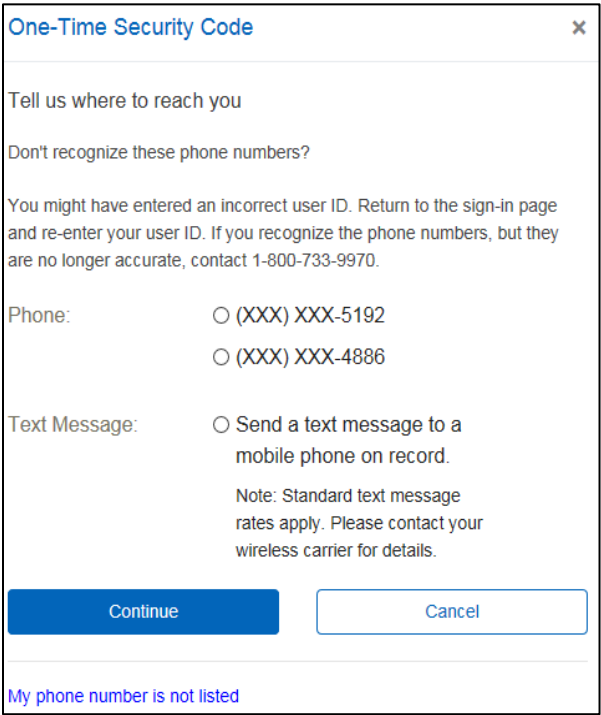 One-Time Security Code ×
Tell us where to reach you
Don't recognize these phone numbers?
You might have entered an incorrect user ID. Return to the sign-in page
and re-enter your user ID. If you recognize the phone numbers, but they
are no longer accurate, contact 1-800-733-9970.
Phone: (XXX) XXX-5192
(XXX) XXX-4886
Text Message: Send a text message to a
mobile phone on record.
Note: Standard text message
rates apply. Please contact your
wireless carrier for details.
Continue Cancel
My phone number is not listed